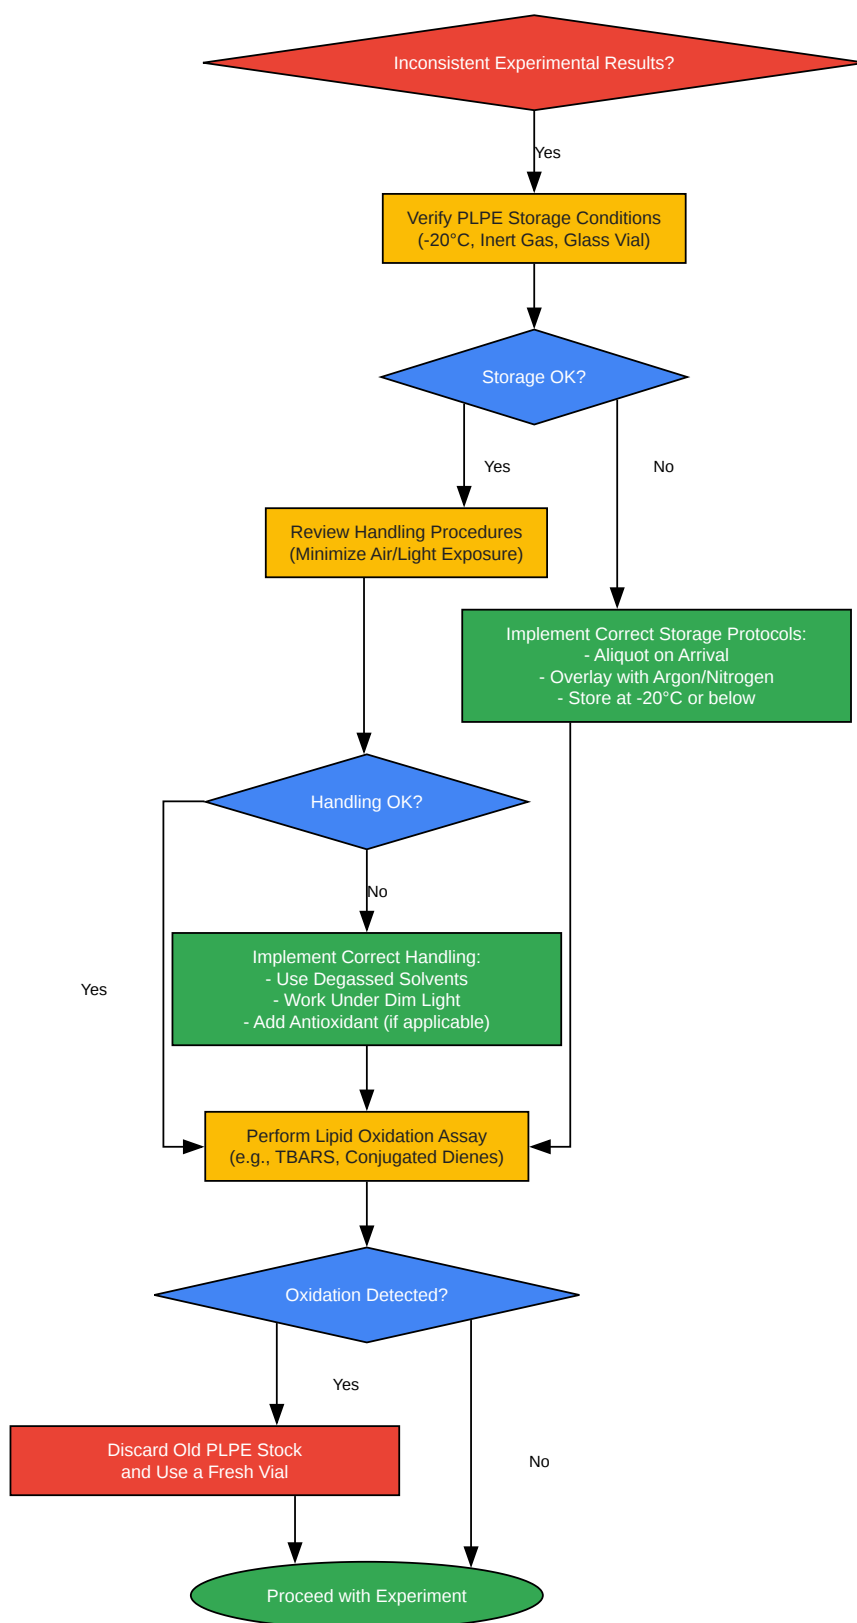 Inconsistent Experimental Results?
Yes
Verify PLPE Storage Conditions
(-20°C, Inert Gas, Glass Vial)
Storage OK?
Yes
No
Review Handling Procedures
(Minimize Air/Light Exposure)
Implement Correct Storage Protocols:
- Aliquot on Arrival
- Overlay with Argon/Nitrogen
- Store at -20°C or below
Handling OK?
No
Yes
Implement Correct Handling:
- Use Degassed Solvents
- Work Under Dim Light
- Add Antioxidant (if applicable)
Perform Lipid Oxidation Assay
(e.g., TBARS, Conjugated Dienes)
Oxidation Detected?
Yes
No
Discard Old PLPE Stock
and Use a Fresh Vial
Proceed with Experiment